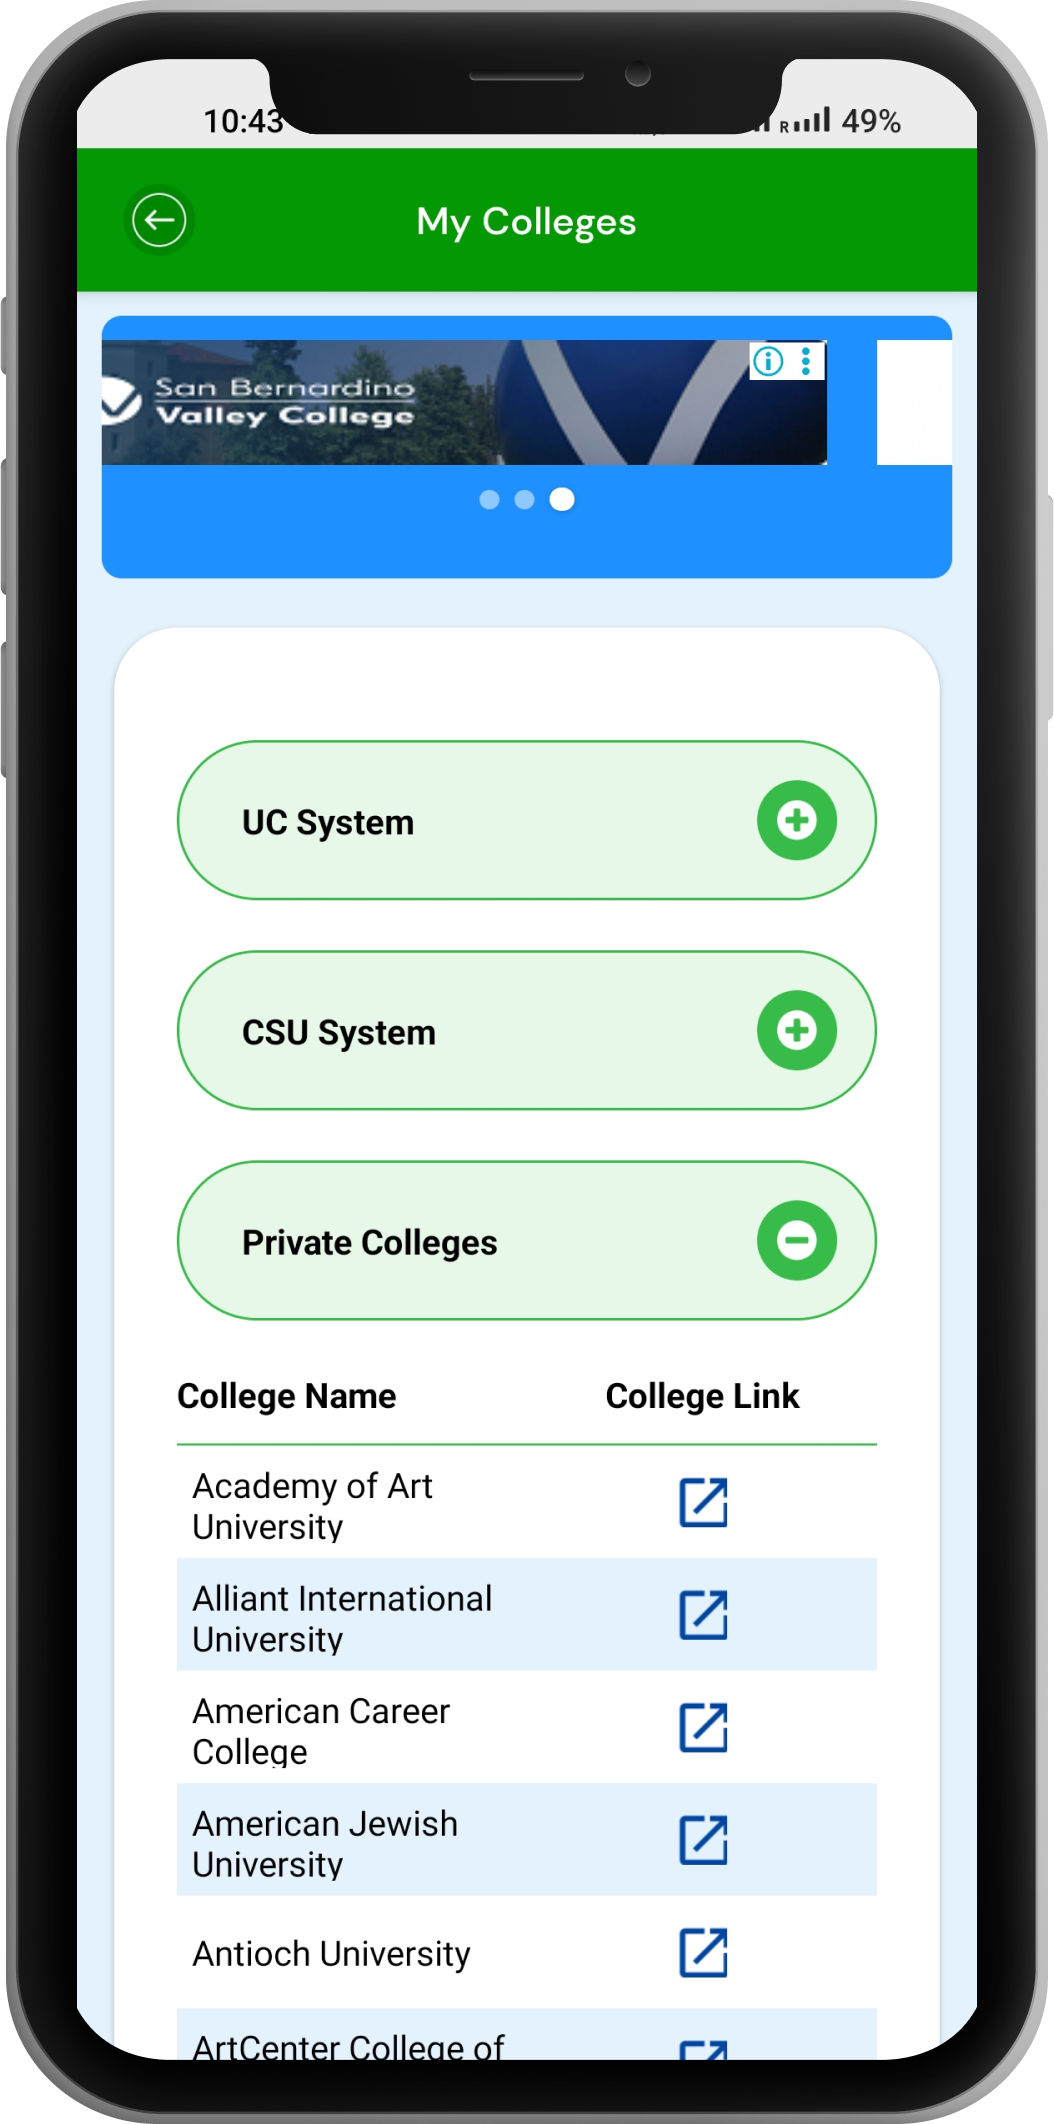 10:43
R 49%
My Colleges
San Bernardino
Valley College
UC System
CSU System
Private Colleges
College Name College Link
Academy of Art
University
Alliant International
University
American Career
College
American Jewish
University
Antioch University
ArtCenter College of